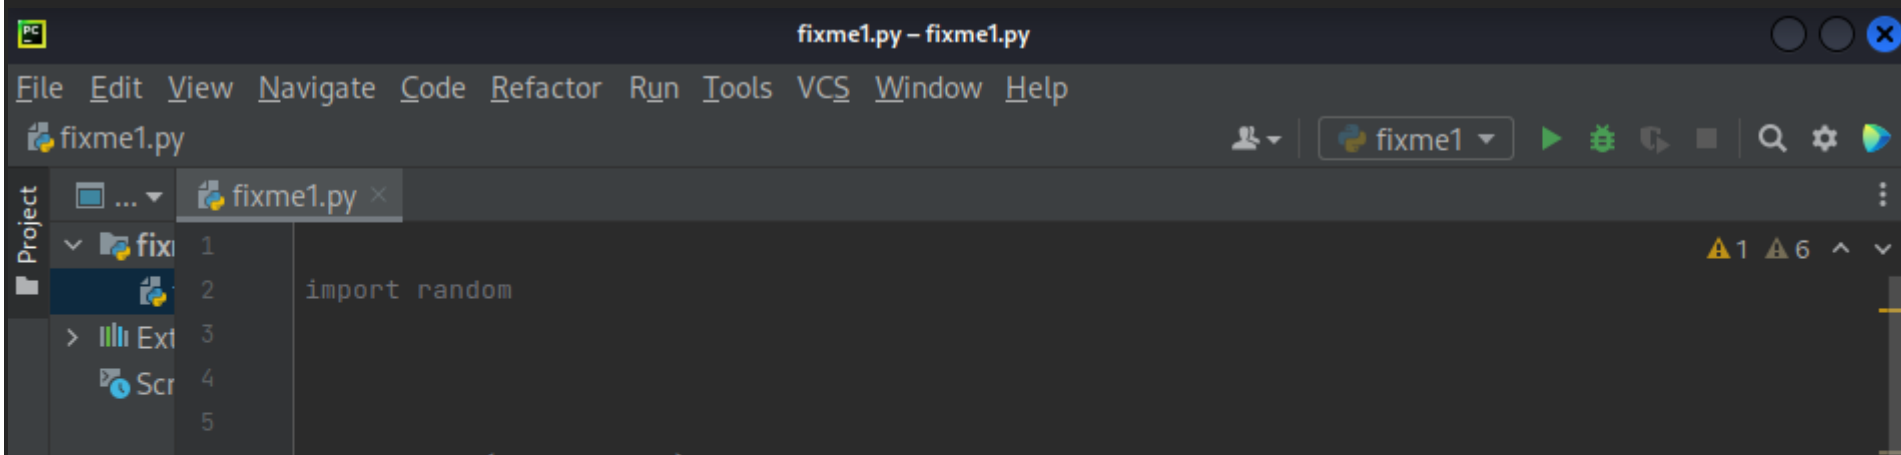 PC
fixme1.py – fixme1.py
File Edit View Navigate Code Refactor Run Tools VCS Window Help
fixme1.py
fixme1
Project
...
fixme1.py
1 6
fix
Ext
Scr
1
2 import random
3
4
5